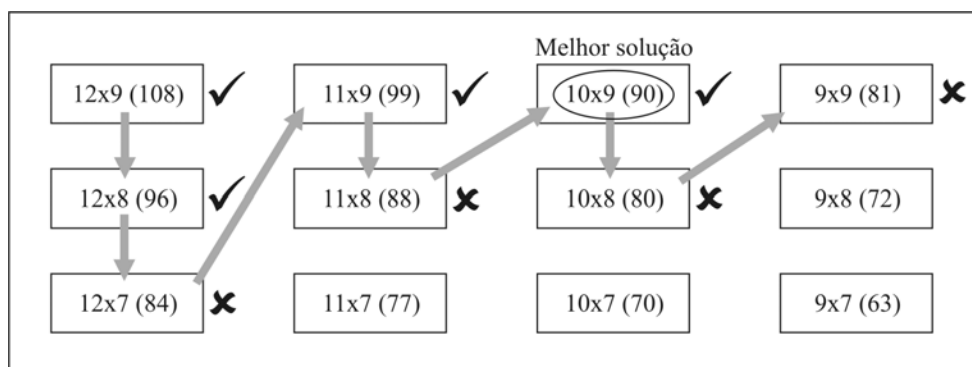 Melhor solução
12x9 (108)
11x9 (99)
10x9 (90)
9x9 (81)
12x8 (96)
11x8 (88)
10x8 (80)
9x8 (72)
12x7 (84)
11x7 (77)
10x7 (70)
9x7 (63)